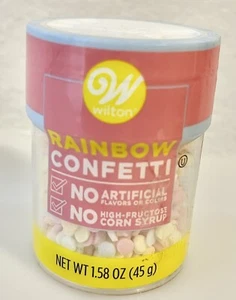 W
wilton
RAINBOW
CONFETTI
U
NO ARTIFICIAL
FLAVORS OR COLORS
NO HIGH-FRUCTOSE
CORN SYRUP
NET WT 1.58 OZ (45 g)